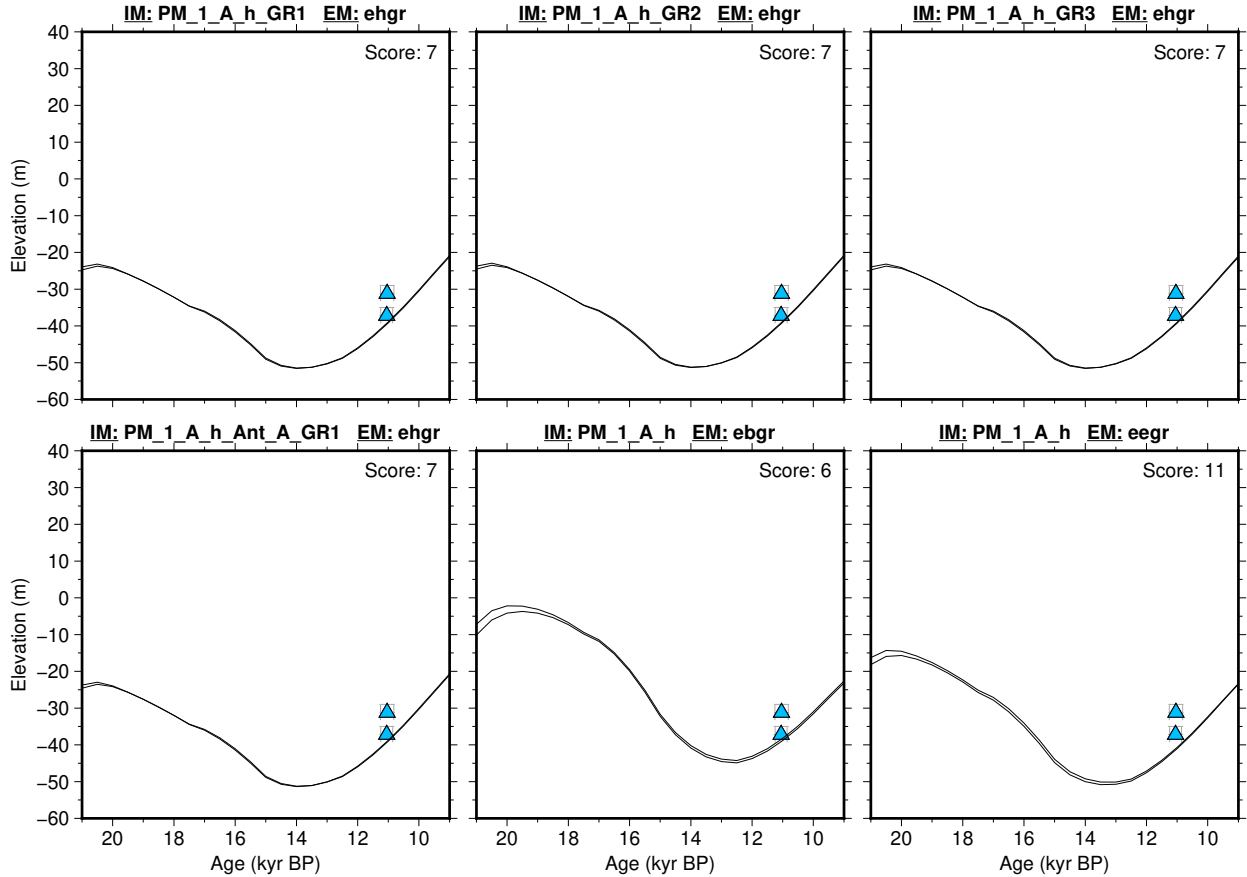 IM: PM_1_A_h_GR1 EM: ehgr
IM: PM_1_A_h_GR2 EM: ehgr
IM: PM_1_A_h_GR3 EM: ehgr
Score: 7
Score: 7
Score: 7
40
30
20
10
0
−10
−20
−30
−40
−50
−60
Elevation (m)
IM: PM_1_A_h_Ant_A_GR1 EM: ehgr
IM: PM_1_A_h EM: ebgr
IM: PM_1_A_h EM: eegr
Score: 7
Score: 6
Score: 11
40
30
20
10
0
−10
−20
−30
−40
−50
−60
Elevation (m)
20 18 16 14 12 10
20 18 16 14 12 10
20 18 16 14 12 10
Age (kyr BP)
Age (kyr BP)
Age (kyr BP)